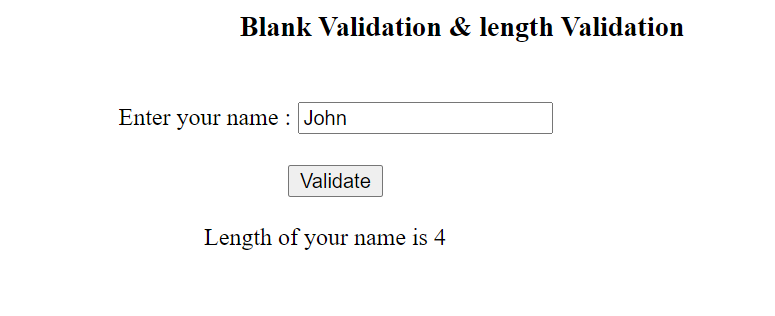 Blank Validation & length Validation
Enter your name : John
Validate
Length of your name is 4